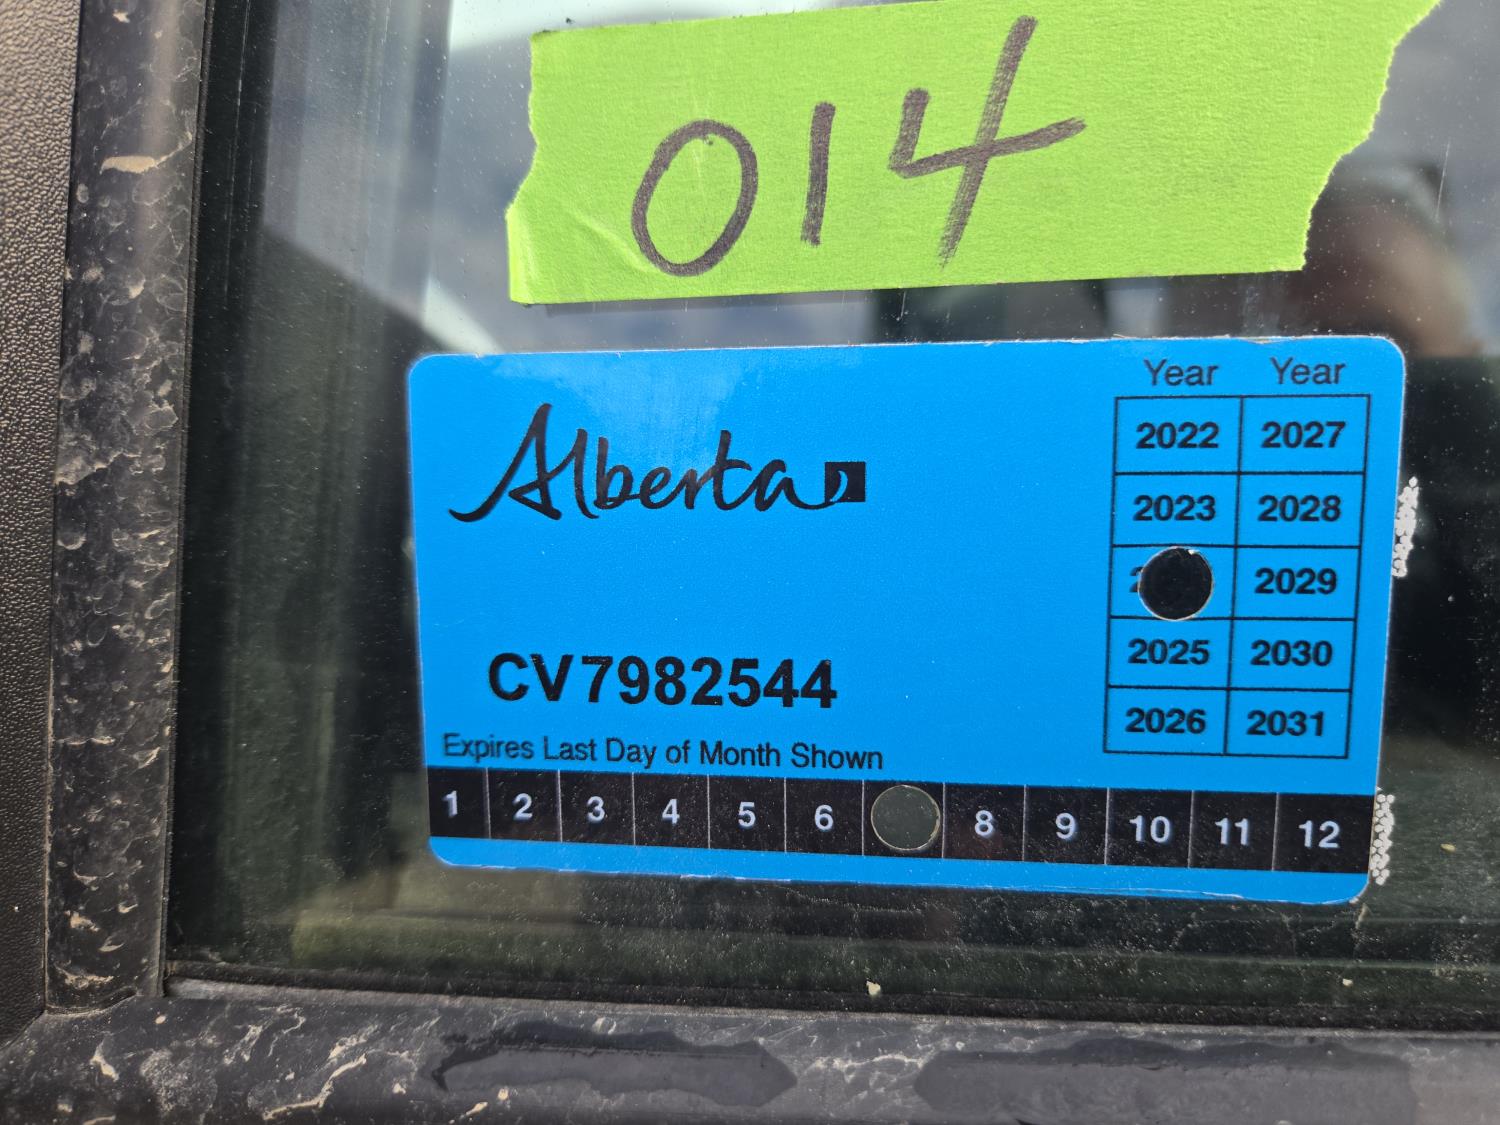 014
Alberta
Year Year
2022 2027
2023 2028
2029
2025 2030
2026 2031
CV7982544
Expires Last Day of Month Shown
1 2 3 4 5 6 8 9 10 11 12